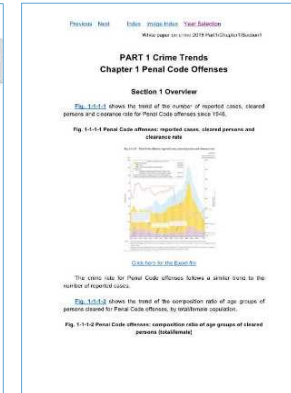 Previous Next Index Image Index Year Selection
White paper on crime 2019 Part1/Chapter1/Section1
PART 1 Crime Trends
Chapter 1 Penal Code Offenses
Section 1 Overview
Fig. 1-1-1-1 shows the trend of the number of reported cases, cleared
persons and clearance rate for Penal Code offenses since 1946.
Fig. 1-1-1-1 Penal Code offenses: reported cases, cleared persons and
clearance rate
Click here for the Excel file
The crime rate for Penal Code offenses follows a similar trend to the
number of reported cases.
Fig. 1-1-1-2 shows the trend of the composition ratio of age groups of
persons cleared for Penal Code offenses, by total/female population.
Fig. 1-1-1-2 Penal Code offenses: composition ratio of age groups of cleared
persons (total/female)